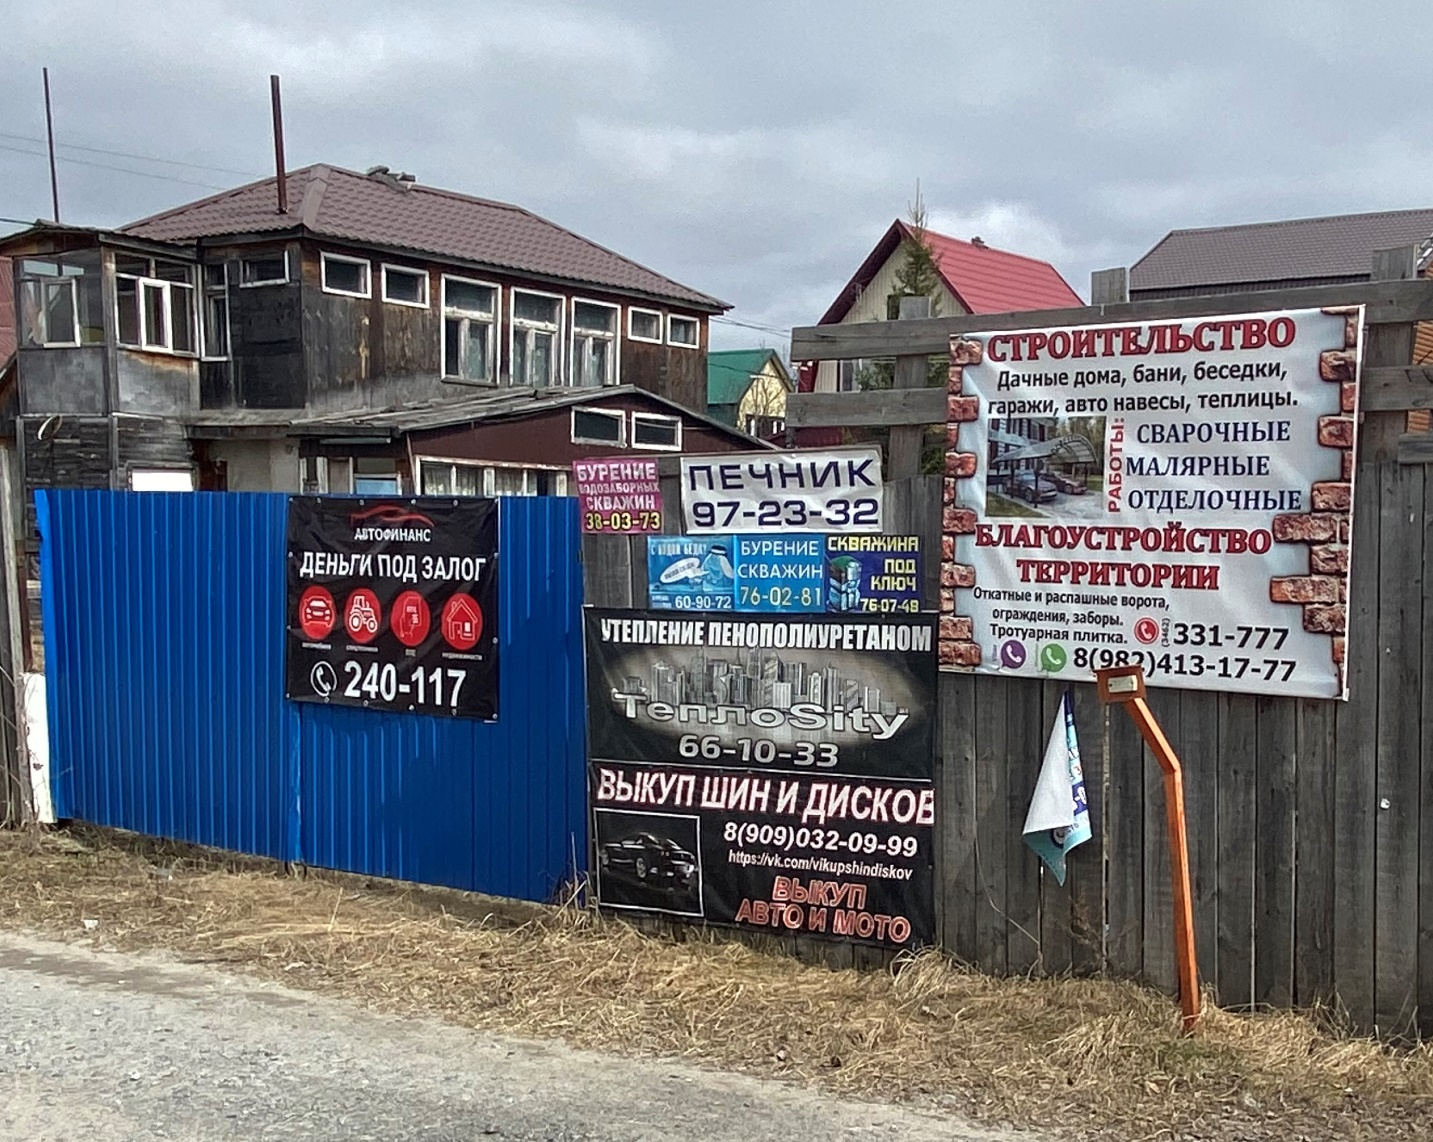 АВТОФИНАНС
ДЕНЬГИ ПОД ЗАЛОГ
240-117
БУРЕНИЕ
ВОДОЗАБОРНЫХ
СКВАЖИН
38-03-73
ПЕЧНИК
97-23-32
С ВОДОЙ БЕДА?
60-90-72
БУРЕНИЕ
СКВАЖИН
76-02-81
СКВАЖИНА
ПОД
КЛЮЧ
76-07-48
УТЕПЛЕНИЕ ПЕНОПОЛИУРЕТАНОМ
ТеплоSity
66-10-33
ВЫКУП ШИН И ДИСКОВ
8(909)032-09-99
https://vk.com/vikupshindiskov
ВЫКУП
АВТО И МОТО
СТРОИТЕЛЬСТВО
Дачные дома, бани, беседки,
гаражи, авто навесы, теплицы.
РАБОТЫ:
СВАРОЧНЫЕ
МАЛЯРНЫЕ
ОТДЕЛОЧНЫЕ
БЛАГОУСТРОЙСТВО
ТЕРРИТОРИИ
Откатные и распашные ворота,
ограждения, заборы.
Тротуарная плитка.
(3462) 331-777
8(982)413-17-77